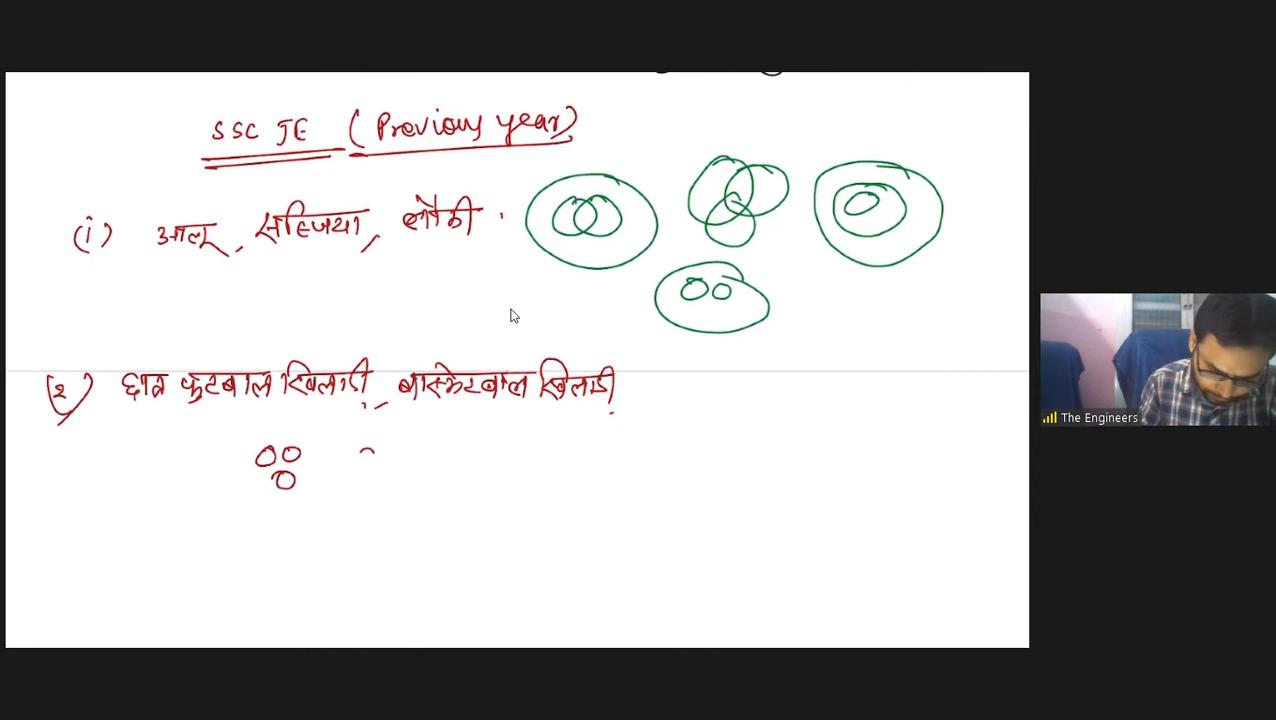 SSC JE (Previous year)
(i) आलू, सब्जियां, लौकी.
(2) छात्र फुटबाल खिलाडी, बास्केटबाल खिलाडी
The Engineers